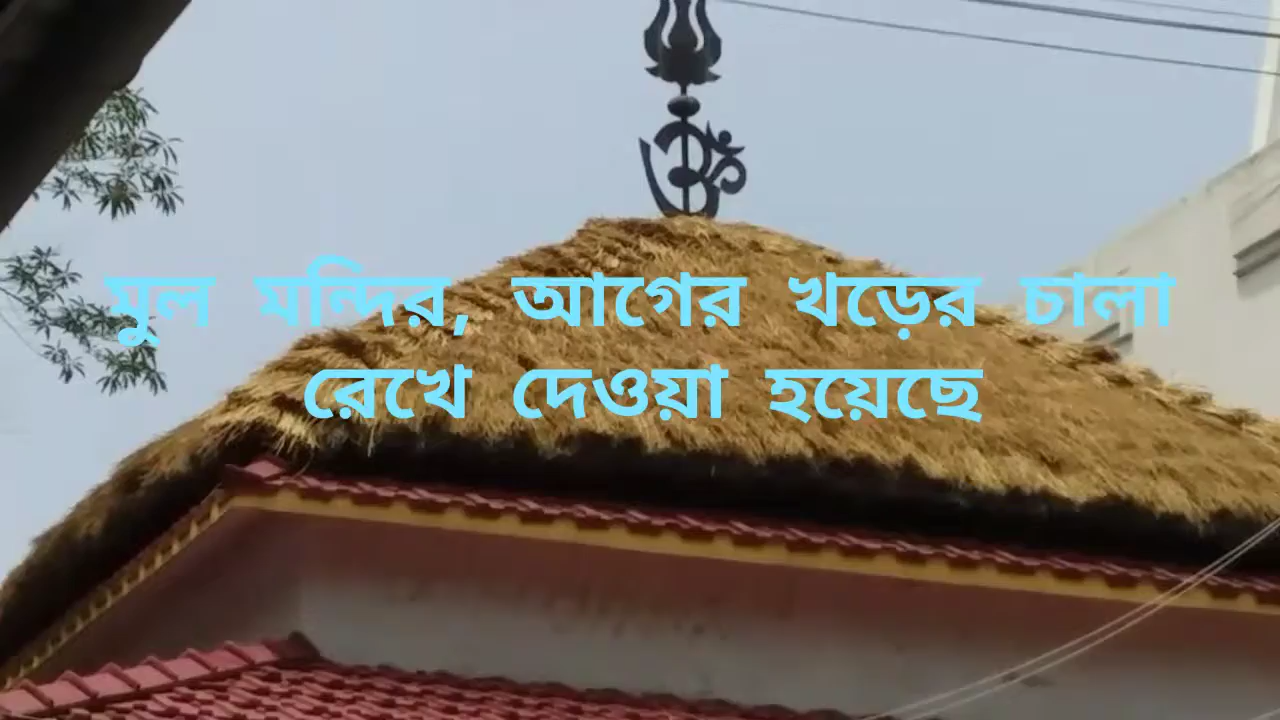 মুল মন্দির, আগের খড়ের চালা
রেখে দেওয়া হয়েছে